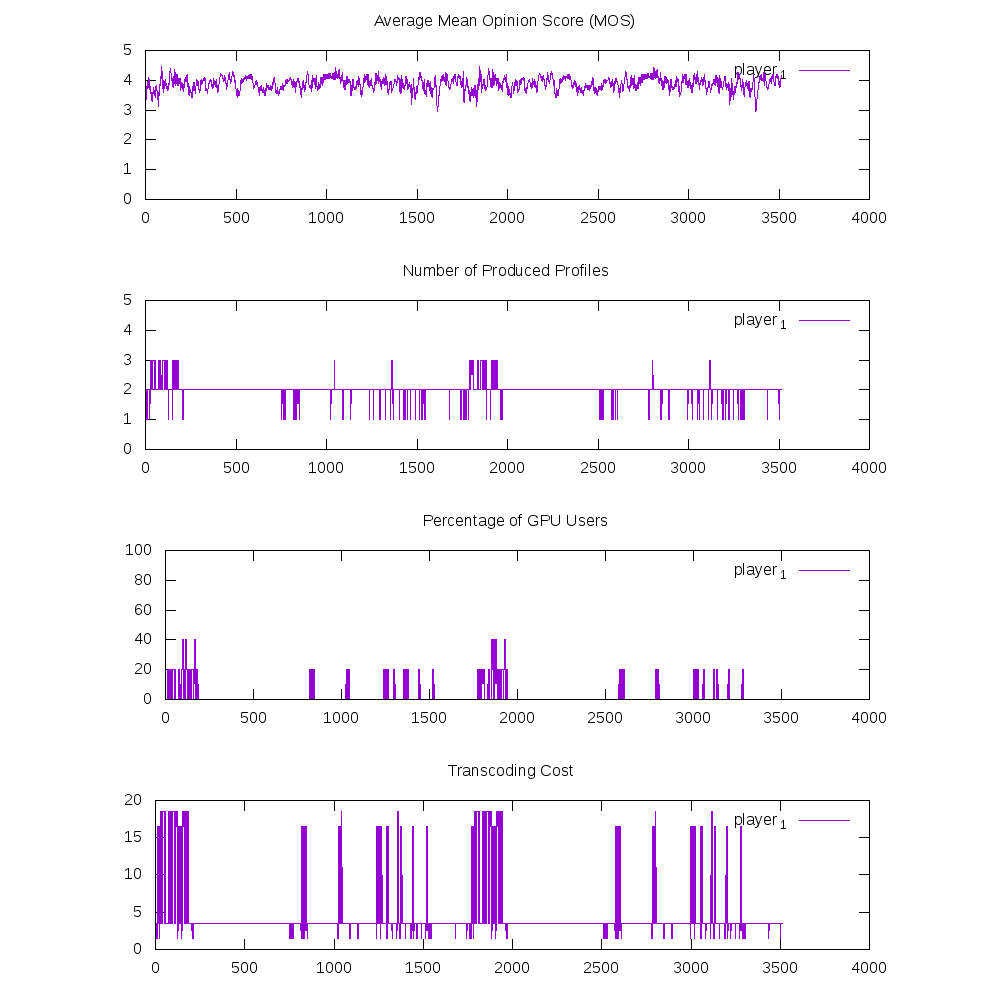 Average Mean Opinion Score (MOS)
5
player 1
4
3
2
1
0
0 500 1000 1500 2000 2500 3000 3500 4000
Number of Produced Profiles
5
player 1
4
3
2
1
0
0 500 1000 1500 2000 2500 3000 3500 4000
Percentage of GPU Users
100
player 1
80
60
40
20
0
0 500 1000 1500 2000 2500 3000 3500 4000
Transcoding Cost
20
player 1
15
10
5
0
0 500 1000 1500 2000 2500 3000 3500 4000